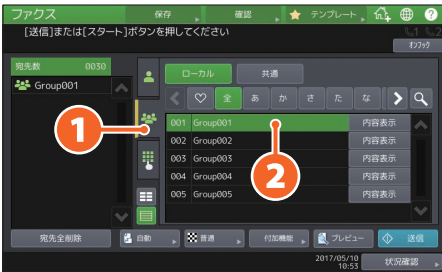 ファクス 保存 確認 テンプレート
[送信]または[スタート]ボタンを押してください
オンフック
宛先数 0030
Group001
ローカル 共通
全 あ か さ た な
001 Group001 内容表示
002 Group002 内容表示
003 Group003 内容表示
004 Group004 内容表示
005 Group005 内容表示
1
2
宛先全削除 自動 普通 付加機能 プレビュー 送信
2017/05/10
10:53
状況確認